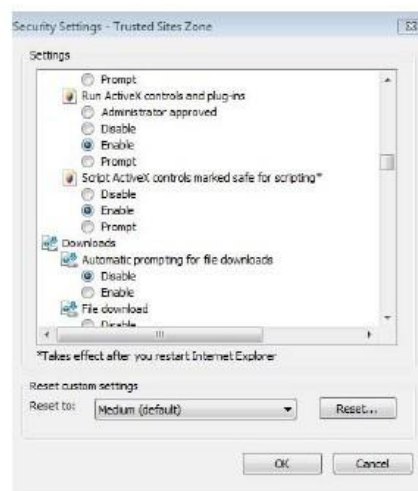 Security Settings - Trusted Sites Zone
Settings
Prompt
Run ActiveX controls and plug-ins
Administrator approved
Disable
Enable
Prompt
Script ActiveX controls marked safe for scripting*
Disable
Enable
Prompt
Downloads
Automatic prompting for file downloads
Disable
Enable
File download
Disable
*Takes effect after you restart Internet Explorer
Reset custom settings
Reset to: Medium (default) Reset...
OK Cancel